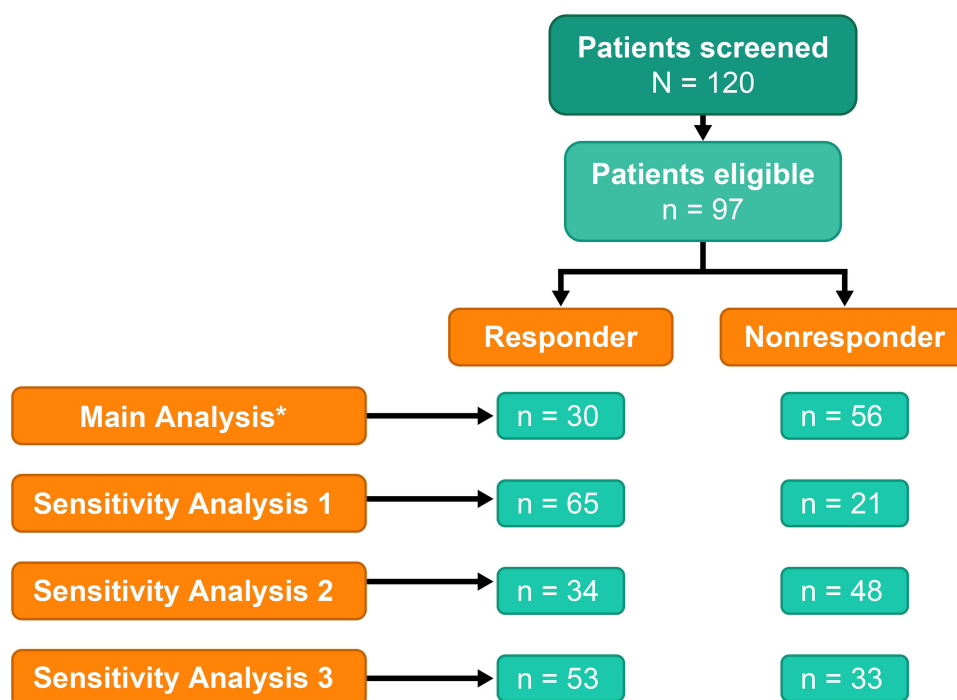 Patients screened
N = 120
Patients eligible
n = 97
Responder
Nonresponder
Main Analysis*
n = 30
n = 56
Sensitivity Analysis 1
n = 65
n = 21
Sensitivity Analysis 2
n = 34
n = 48
Sensitivity Analysis 3
n = 53
n = 33